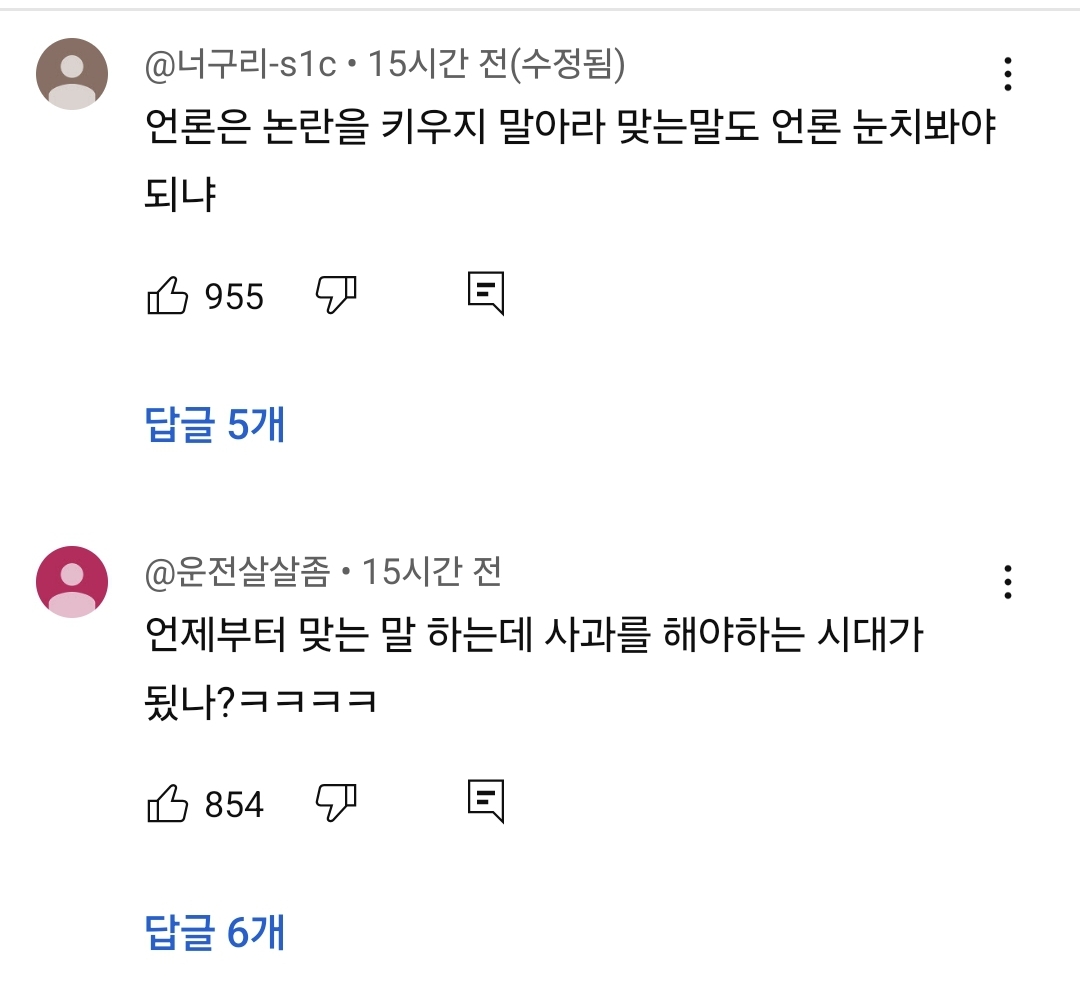 @너구리-s1c • 15시간 전(수정됨)
언론은 논란을 키우지 말아라 맞는말도 언론 눈치봐야
되냐
955
답글 5개
@운전살살좀 • 15시간 전
언제부터 맞는 말 하는데 사과를 해야하는 시대가
됬나?ㅋㅋㅋㅋ
854
답글 6개